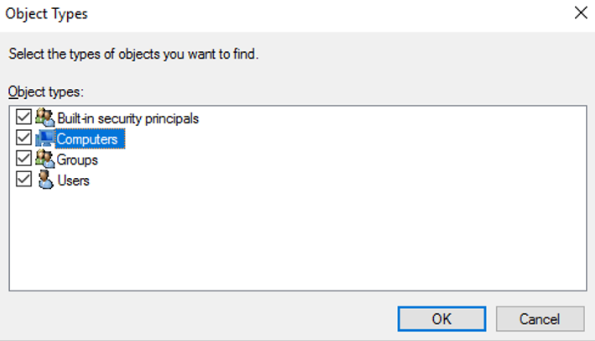 Object Types
Select the types of objects you want to find.
Object types:
Built-in security principals
Computers
Groups
Users
OK
Cancel